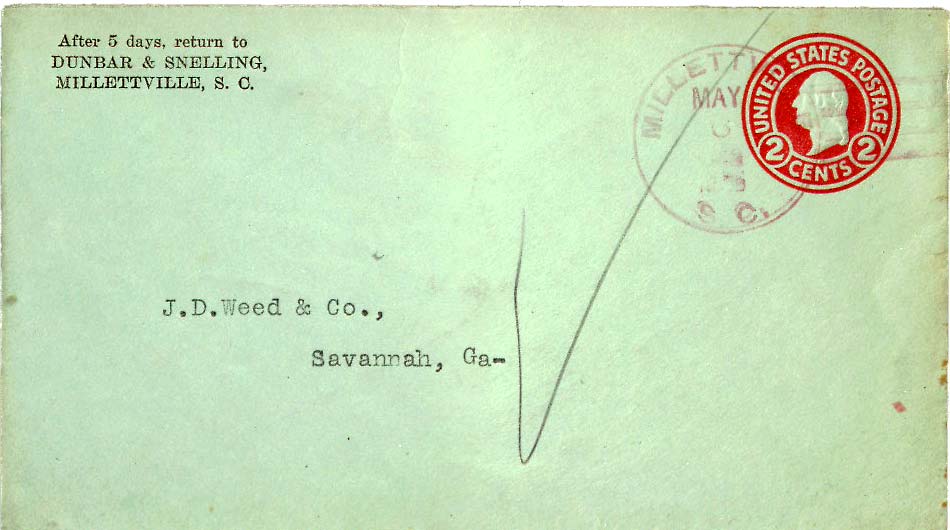 After 5 days, return to
DUNBAR & SNELLING,
MILLETTVILLE, S. C.
MAY
S C.
UNITED STATES POSTAGE
2 CENTS 2
J.D.Weed & Co.,
Savannah, Ga-